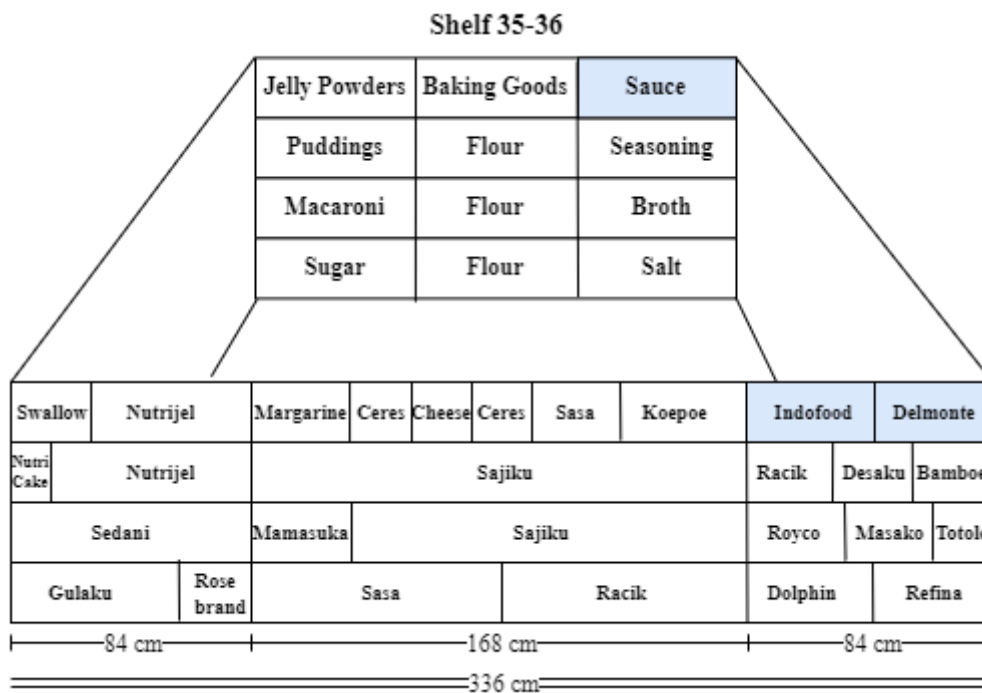 Shelf 35-36
Jelly Powders Baking Goods Sauce
Puddings Flour Seasoning
Macaroni Flour Broth
Sugar Flour Salt
Swallow Nutrijel Margarine Ceres Cheese Ceres Sasa Koepoe Indofood Delmonte
Nutri Cake Nutrijel Sajiku Racik Desaku Bamboe
Sedani Mamasuka Sajiku Royco Masako Totole
Gulaku Rose brand Sasa Racik Dolphin Refina
84 cm 168 cm 84 cm
336 cm